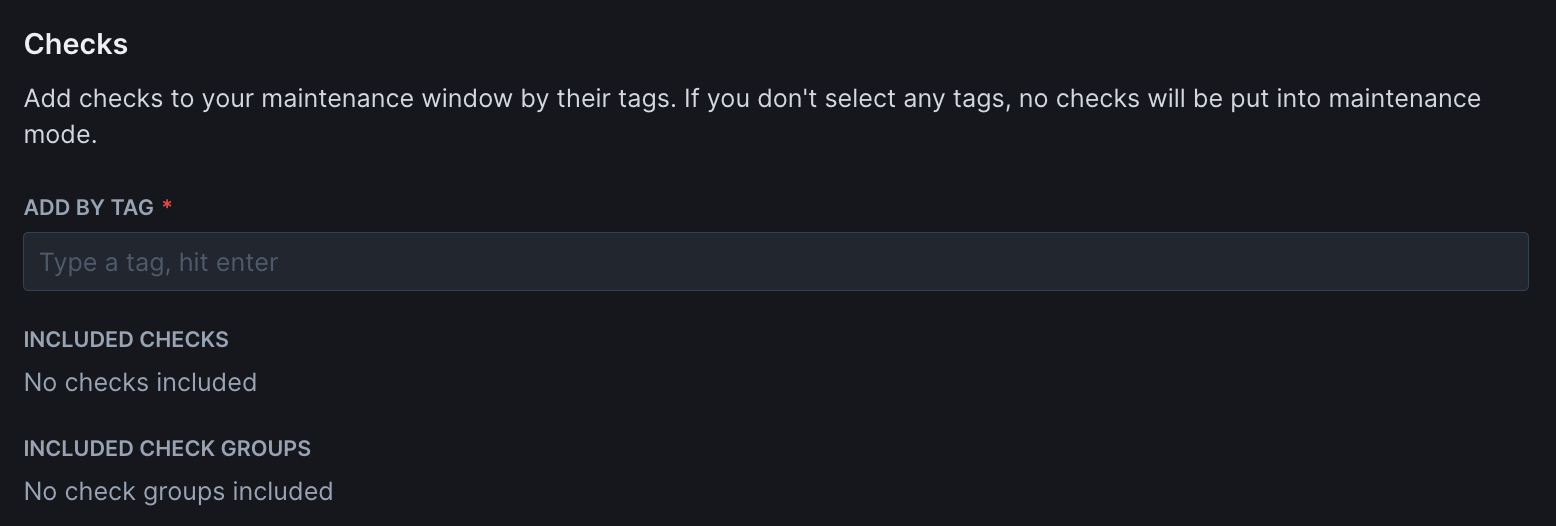 Checks
Add checks to your maintenance window by their tags. If you don't select any tags, no checks will be put into maintenance
mode.
ADD BY TAG *
Type a tag, hit enter
INCLUDED CHECKS
No checks included
INCLUDED CHECK GROUPS
No check groups included